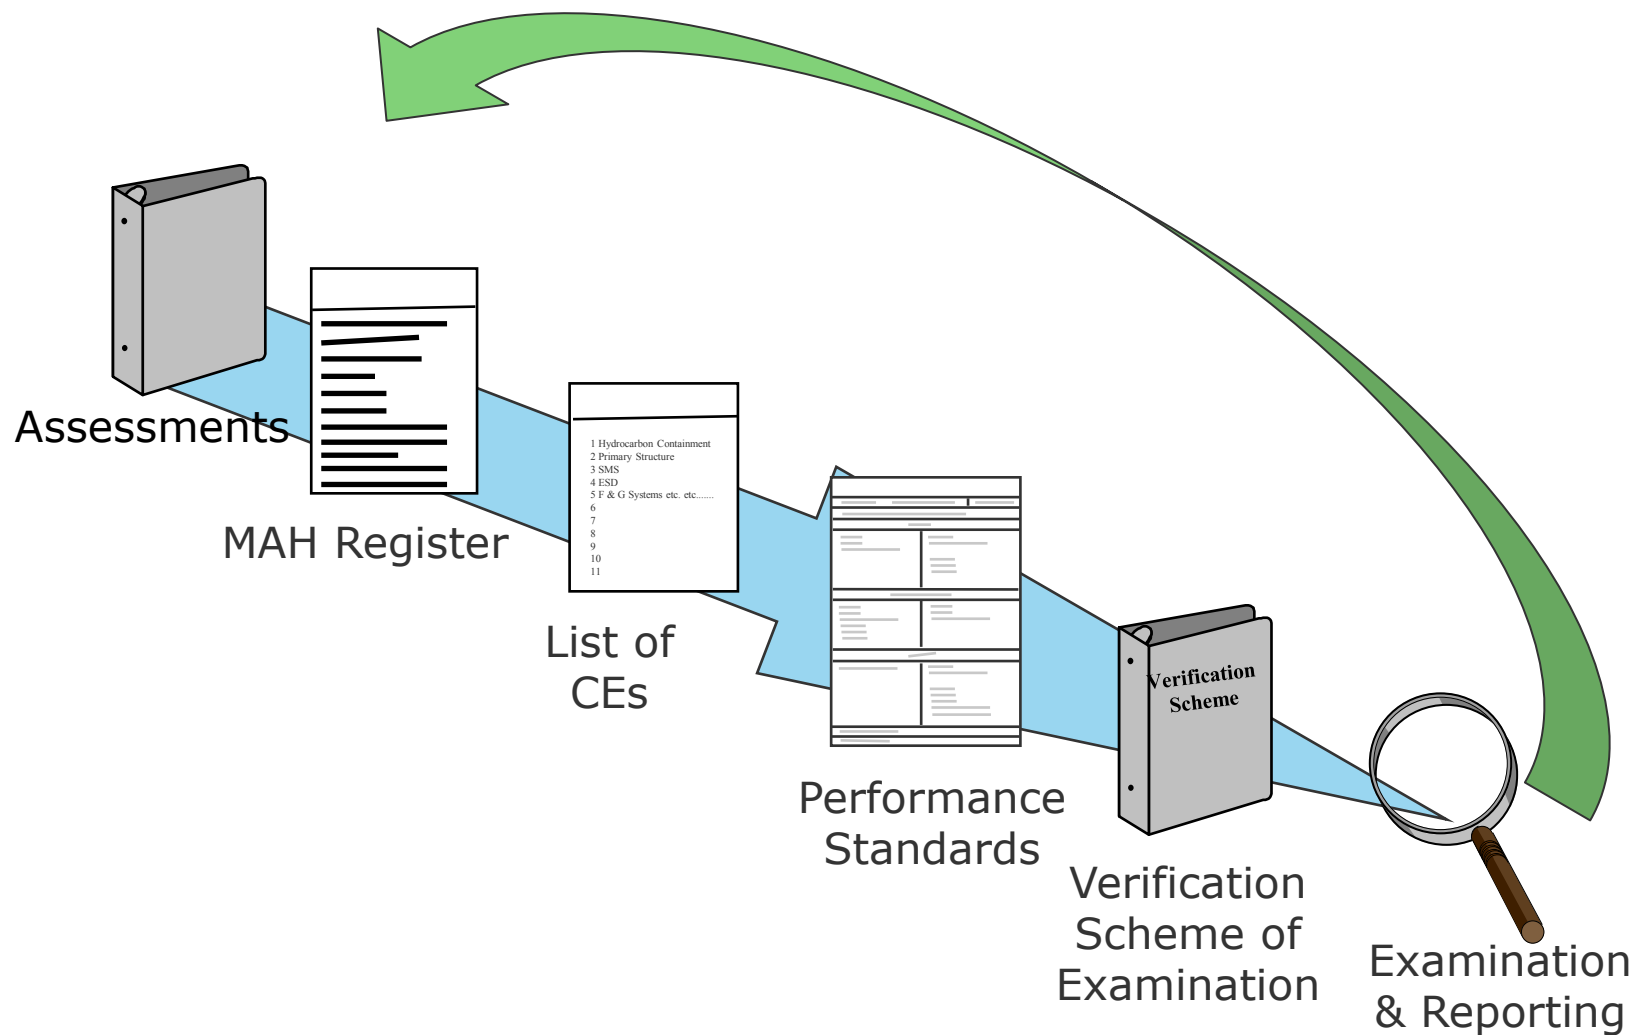 Assessments
MAH Register
1 Hydrocarbon Containment
2 Primary Structure
3 SMS
4 ESD
5 F & G Systems etc. etc.......
6
7
8
9
10
11
List of
CEs
Performance
Standards
Verification
Scheme
Verification
Scheme of
Examination
Examination
& Reporting